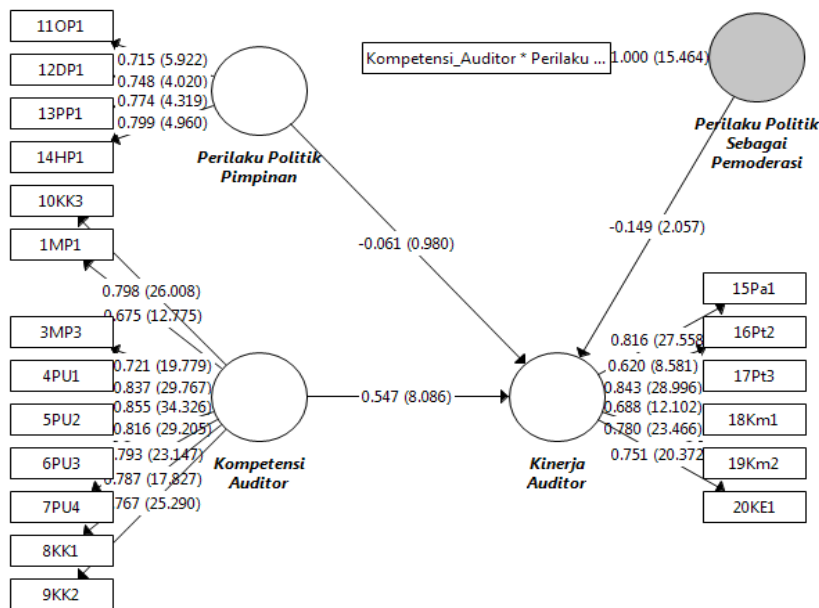 11OP1
12DP1
13PP1
14HP1
0.715 (5.922)
0.748 (4.020)
0.774 (4.319)
0.799 (4.960)
Perilaku Politik
Pimpinan
Kompetensi_Auditor * Perilaku ...
1.000 (15.464)
Perilaku Politik
Sebagai
Pemoderasi
10KK3
1MP1
3MP3
4PU1
5PU2
6PU3
7PU4
8KK1
9KK2
0.798 (26.008)
0.675 (12.775)
0.721 (19.779)
0.837 (29.767)
0.855 (34.326)
0.816 (29.205)
0.793 (23.147)
0.787 (17.827)
.767 (25.290)
Kompetensi
Auditor
-0.061 (0.980)
-0.149 (2.057)
0.547 (8.086)
Kinerja
Auditor
0.816 (27.558
0.620 (8.581)
0.843 (28.996)
0.688 (12.102)
0.780 (23.466)
0.751 (20.372
15Pa1
16Pt2
17Pt3
18Km1
19Km2
20KE1